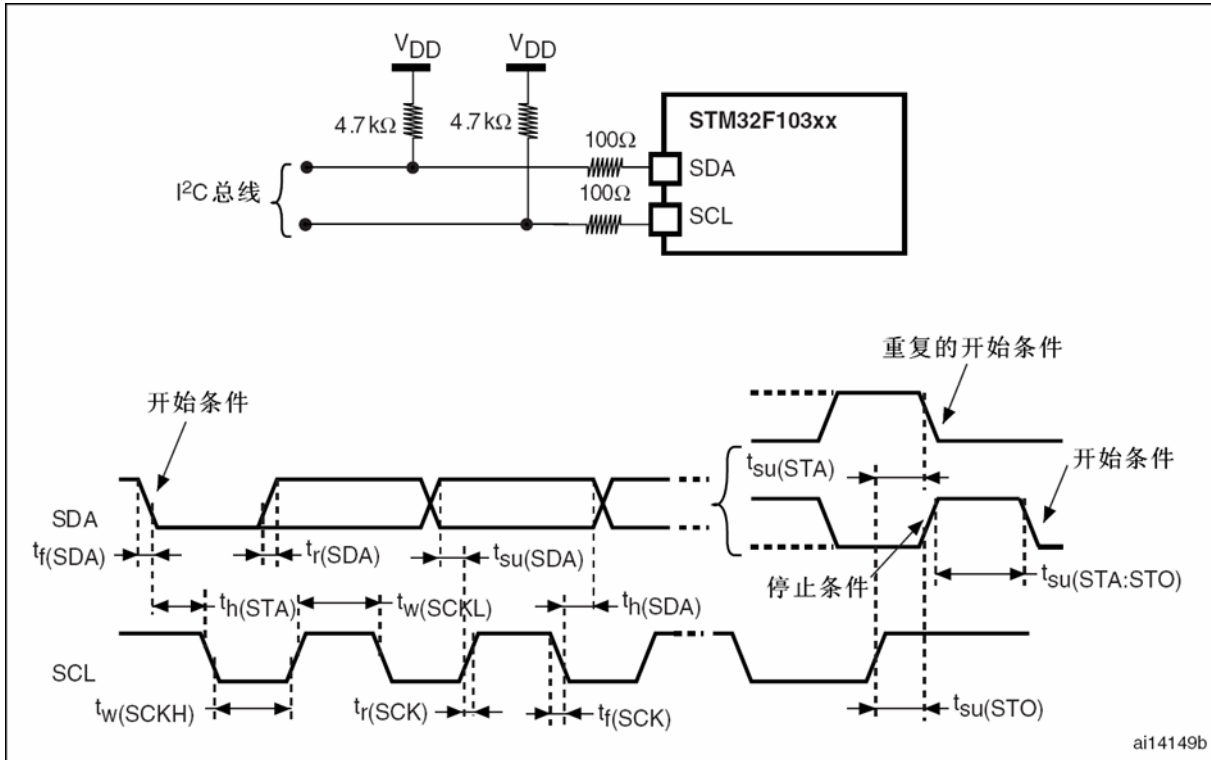 VDD VDD
4.7kΩ 4.7kΩ
100Ω
100Ω
STM32F103xx
SDA
SCL
I²C总线
重复的开始条件
开始条件
开始条件
tsu(STA)
SDA
tf(SDA)
tr(SDA)
tsu(SDA)
停止条件
tsu(STA:STO)
th(STA)
tw(SCKL)
th(SDA)
SCL
tw(SCKH)
tr(SCK)
tf(SCK)
tsu(STO)
ai14149b